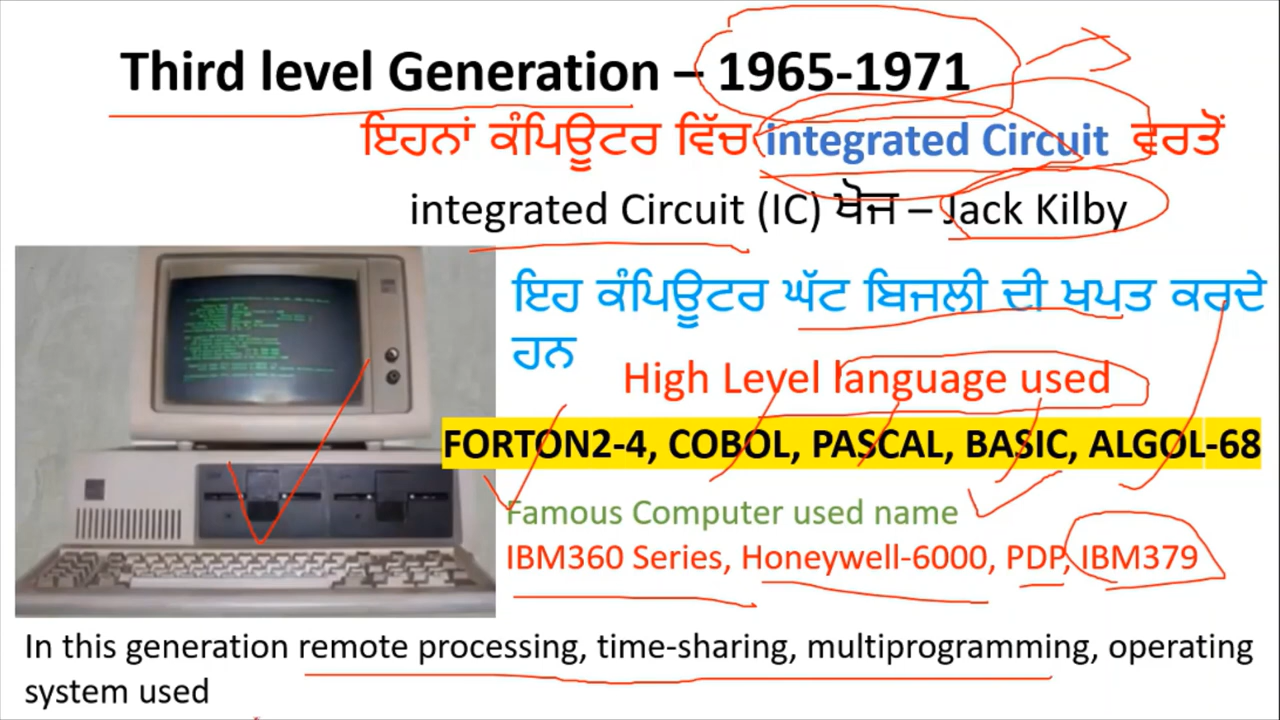 Third level Generation – 1965-1971
ਇਹਨਾਂ ਕੰਪਿਊਟਰ ਵਿੱਚ integrated Circuit ਵਰਤੋਂ
integrated Circuit (IC) ਖੋਜ – Jack Kilby
ਇਹ ਕੰਪਿਊਟਰ ਘੱਟ ਬਿਜਲੀ ਦੀ ਖਪਤ ਕਰਦੇ
ਹਨ
High Level language used
FORTON2-4, COBOL, PASCAL, BASIC, ALGOL-68
Famous Computer used name
IBM360 Series, Honeywell-6000, PDP, IBM379
In this generation remote processing, time-sharing, multiprogramming, operating
system used